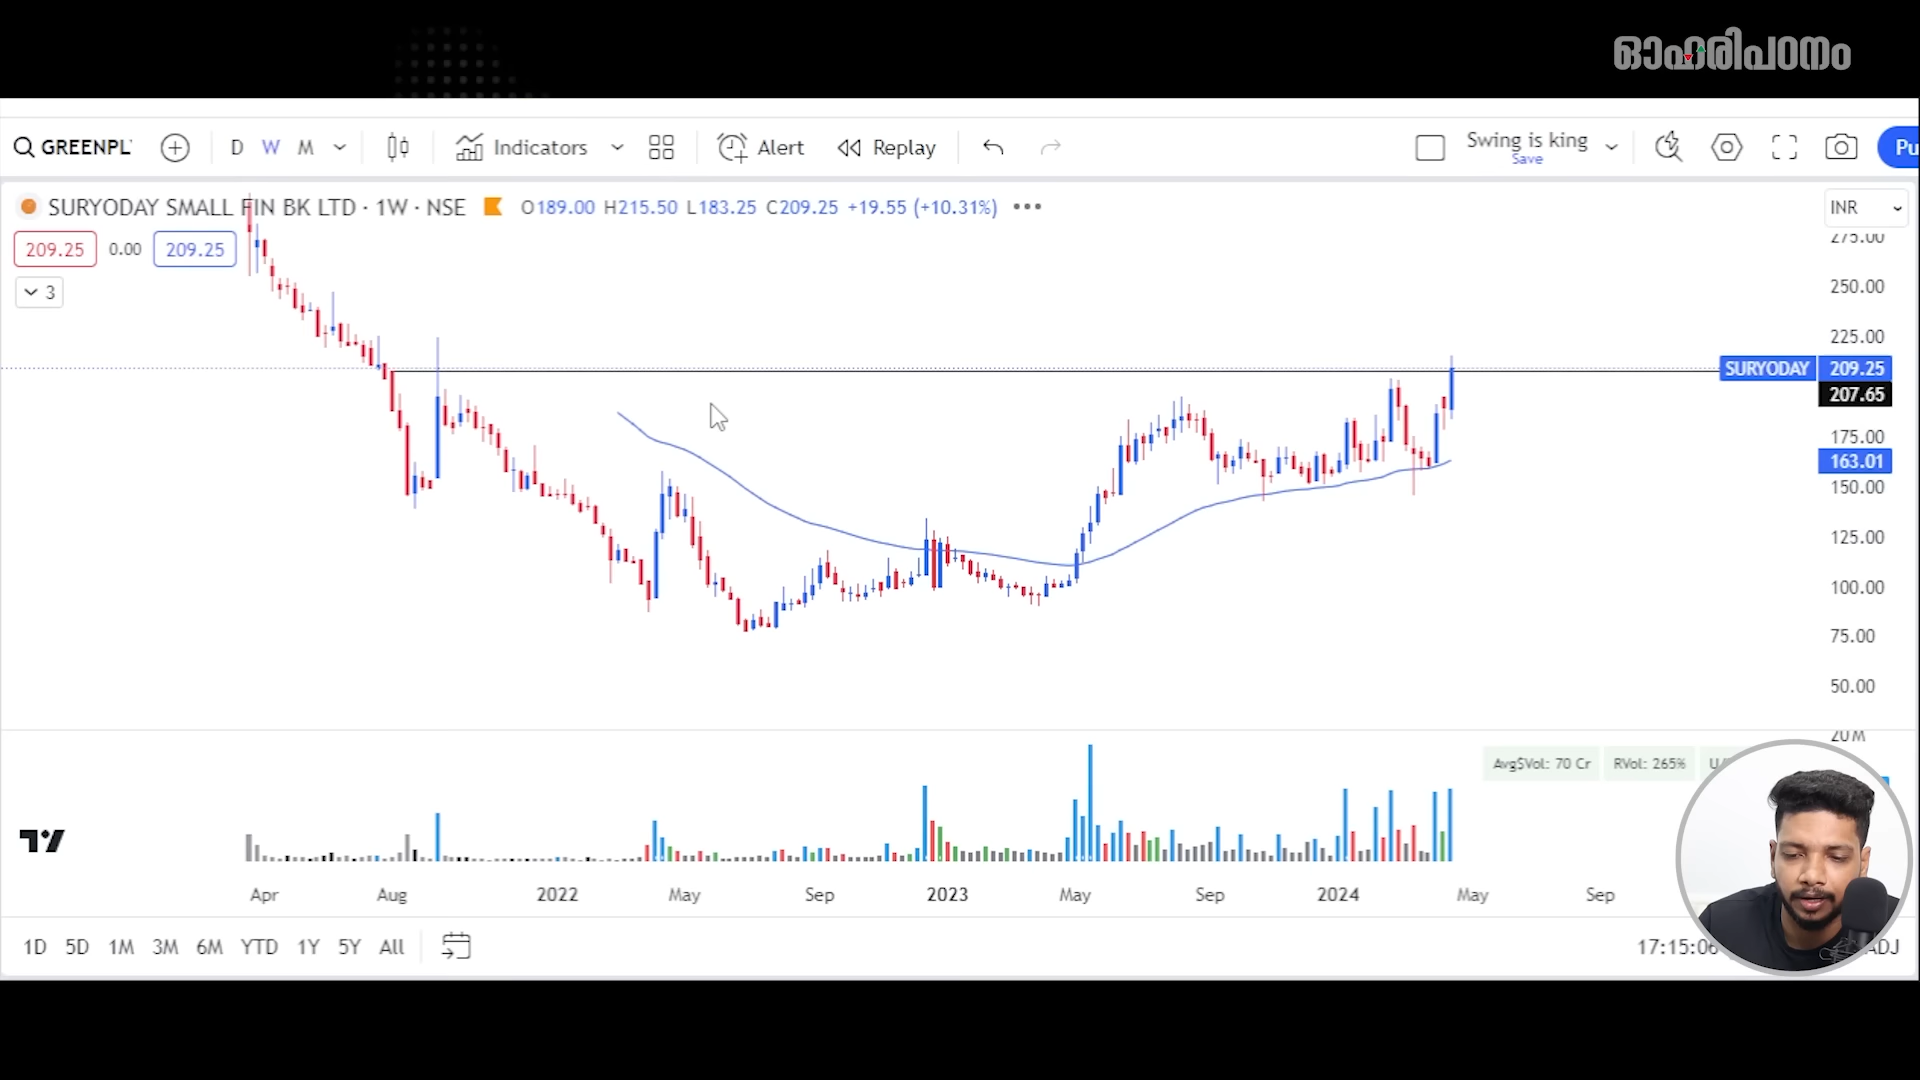 ഓഹരിപഠനം
GREENPL
D W M Indicators Alert Replay Swing is king Pu
Save
SURYODAY SMALL FIN BK LTD · 1W · NSE O189.00 H215.50 L183.25 C209.25 +19.55 (+10.31%) INR
209.25 0.00 209.25
3
275.00
250.00
225.00
SURYODAY 209.25
207.65
175.00
163.01
150.00
125.00
100.00
75.00
50.00
20 M
Avg$Vol: 70 Cr RVol: 265%
Apr Aug 2022 May Sep 2023 May Sep 2024 May Sep
1D 5D 1M 3M 6M YTD 1Y 5Y All 17:15:06 ADJ